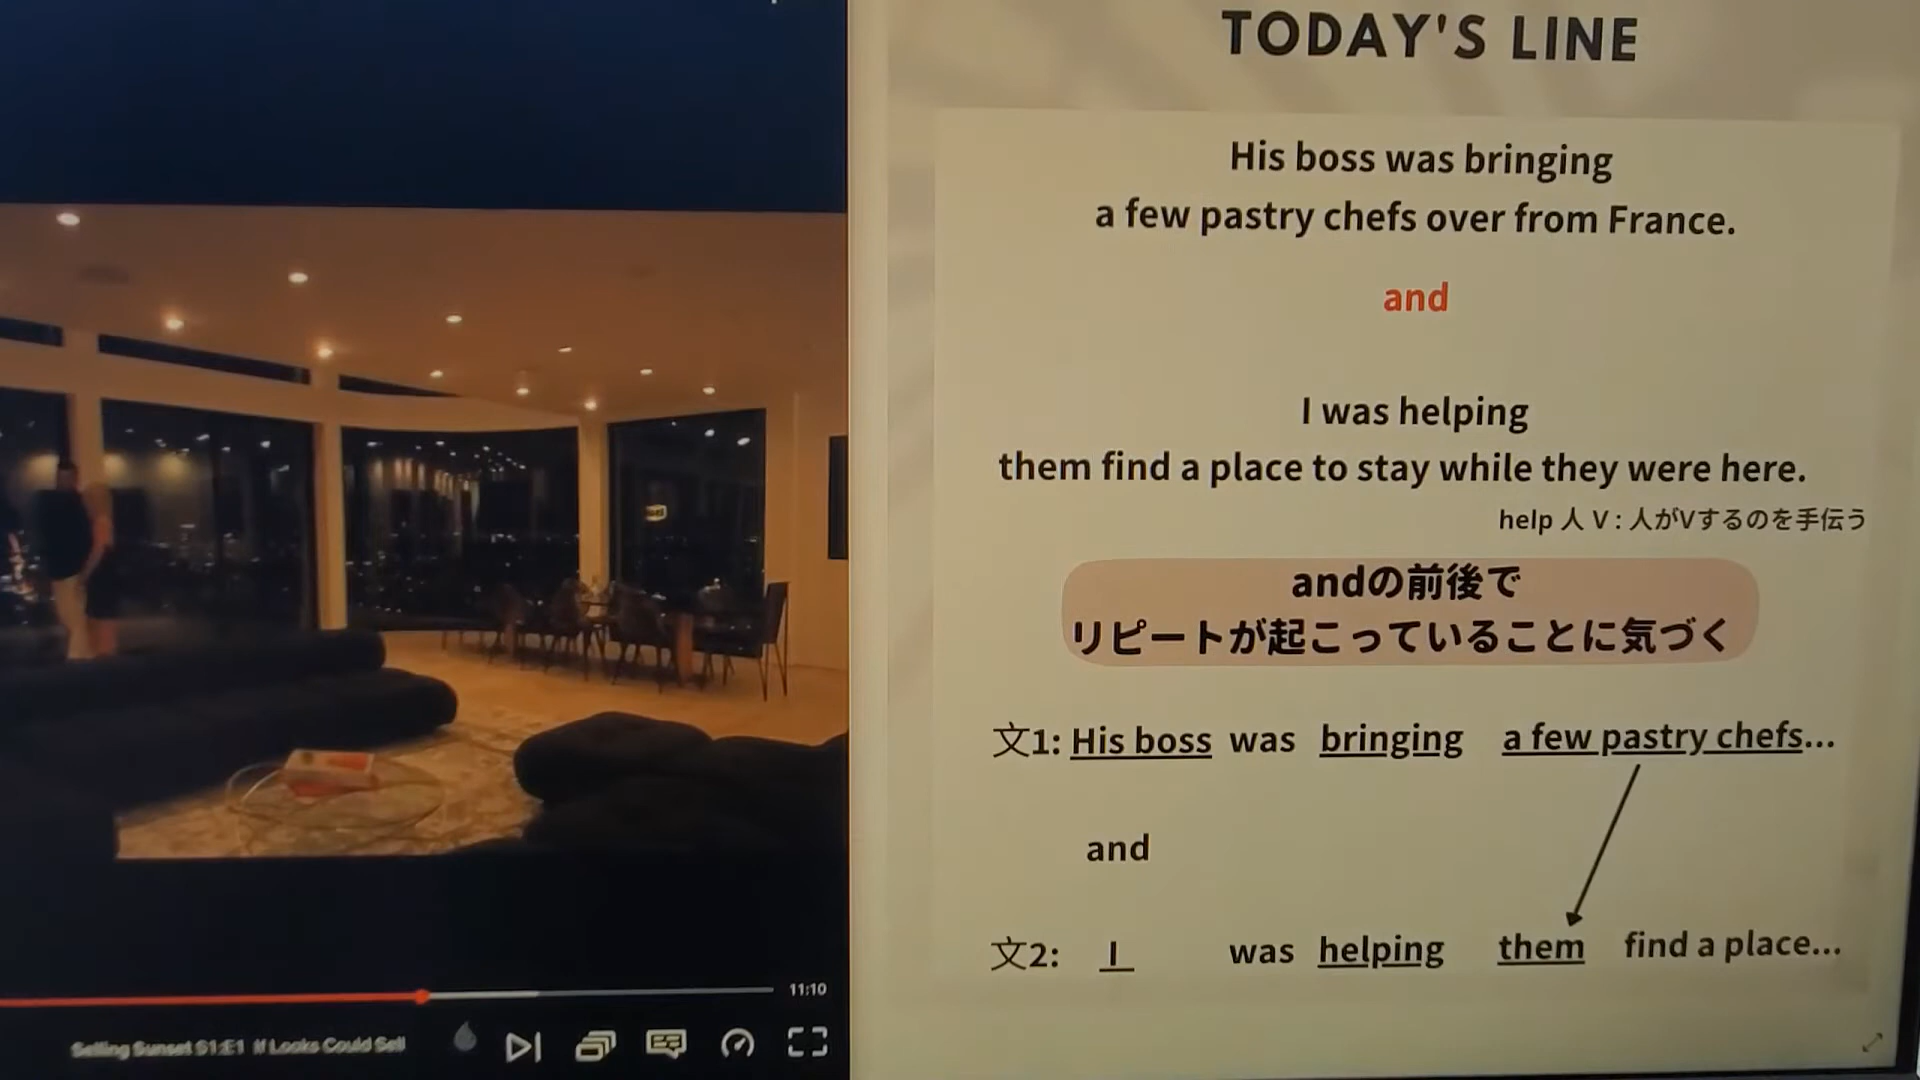 TODAY'S LINE
His boss was bringing
a few pastry chefs over from France.
and
I was helping
them find a place to stay while they were here.
help 人 V : 人がVするのを手伝う
andの前後で
リピートが起こっていることに気づく
文1: His boss was bringing a few pastry chefs...
and
文2: I was helping them find a place...
11:10
Selling Sunset S1:E1 If Looks Could Sell